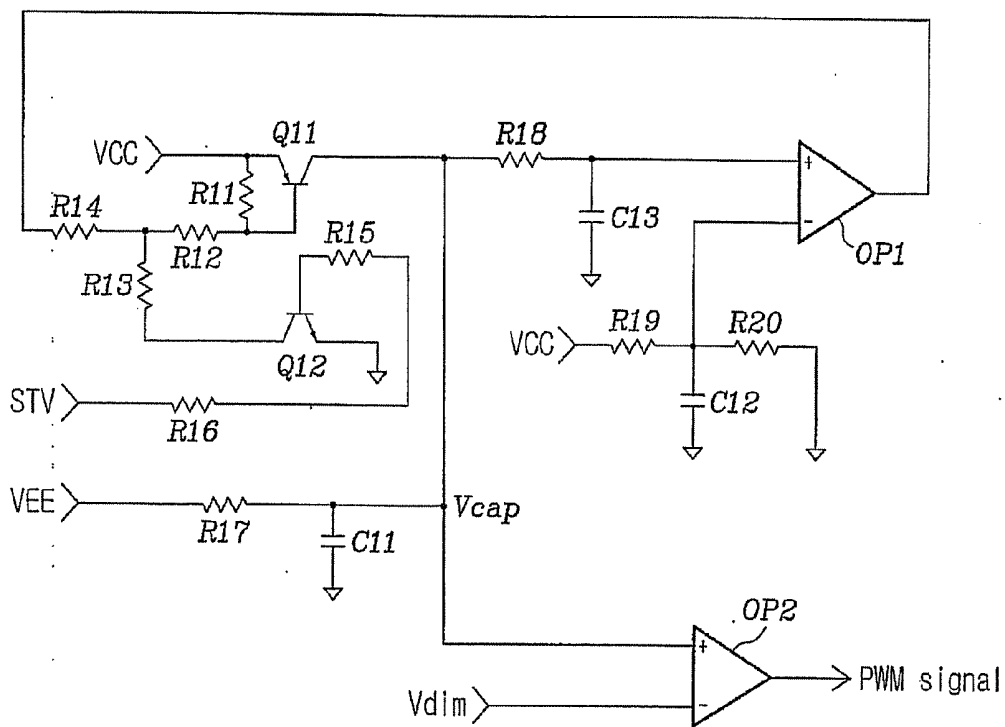 Q11
R18
VCC
R11
R14
R12
R15
C13
OP1
R13
Q12
VCC
R19
R20
C12
STV
R16
VEE
R17
C11
Vcap
OP2
PWM signal
Vdim
+
-
+
-